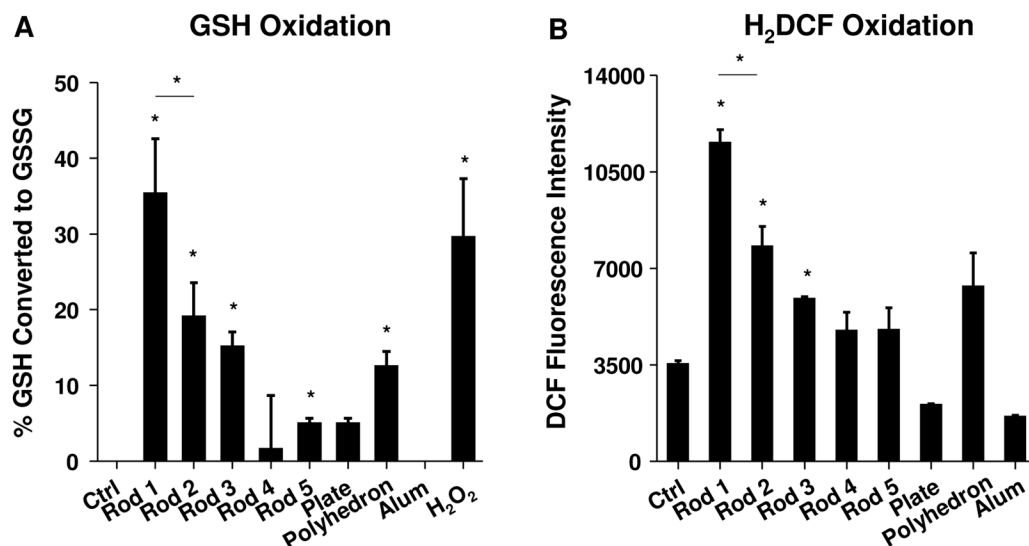 A
GSH Oxidation
% GSH Converted to GSSG
50
40
30
20
10
0
*
*
*
*
*
*
*
Ctrl
Rod 1
Rod 2
Rod 3
Rod 4
Rod 5
Plate
Polyhedron
Alum
H₂O₂
B
H₂DCF Oxidation
DCF Fluorescence Intensity
14000
10500
7000
3500
0
*
*
*
*
Ctrl
Rod 1
Rod 2
Rod 3
Rod 4
Rod 5
Plate
Polyhedron
Alum